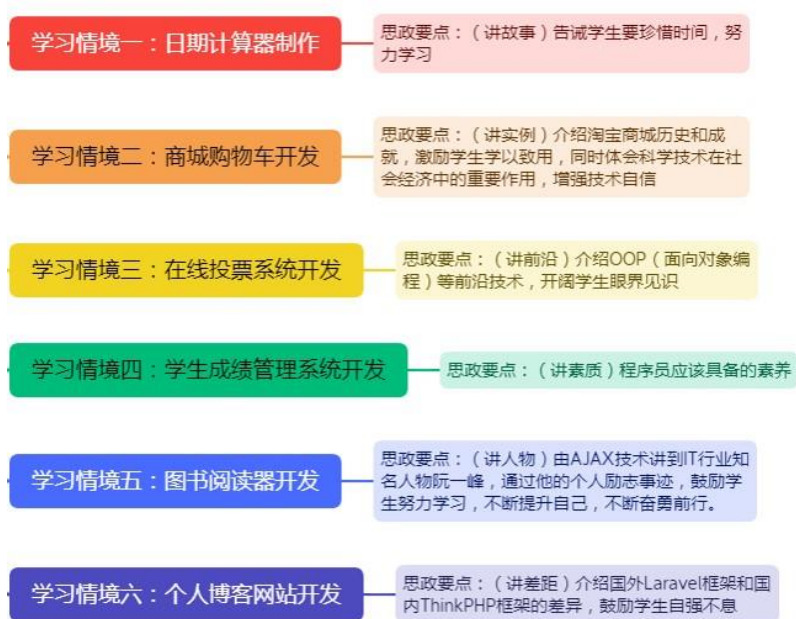 学习情境一：日期计算器制作
思政要点：（讲故事）告诫学生要珍惜时间，努
力学习
学习情境二：商城购物车开发
思政要点：（讲实例）介绍淘宝商城历史和成
就，激励学生学以致用，同时体会科学技术在社
会经济中的重要作用，增强技术自信
学习情境三：在线投票系统开发
思政要点：（讲前沿）介绍OOP（面向对象编
程）等前沿技术，开阔学生眼界见识
学习情境四：学生成绩管理系统开发
思政要点：（讲素质）程序员应该具备的素养
学习情境五：图书阅读器开发
思政要点：（讲人物）由AJAX技术讲到IT行业知
名人物阮一峰，通过他的个人励志事迹，鼓励学
生努力学习，不断提升自己，不断奋勇前行。
学习情境六：个人博客网站开发
思政要点：（讲差距）介绍国外Laravel框架和国
内ThinkPHP框架的差异，鼓励学生自强不息